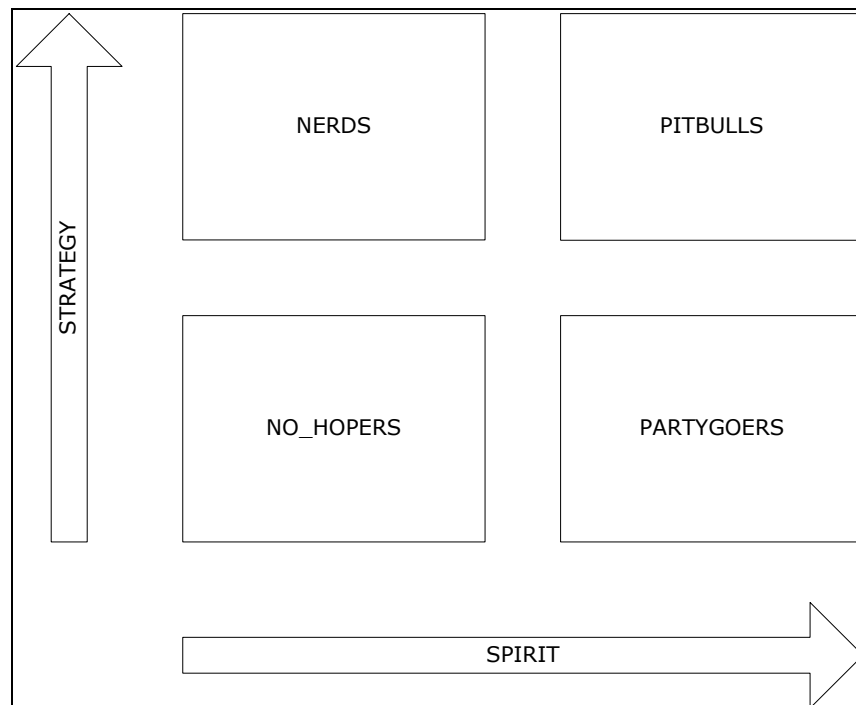 NERDS
PITBULLS
STRATEGY
NO_HOPERS
PARTYGOERS
SPIRIT